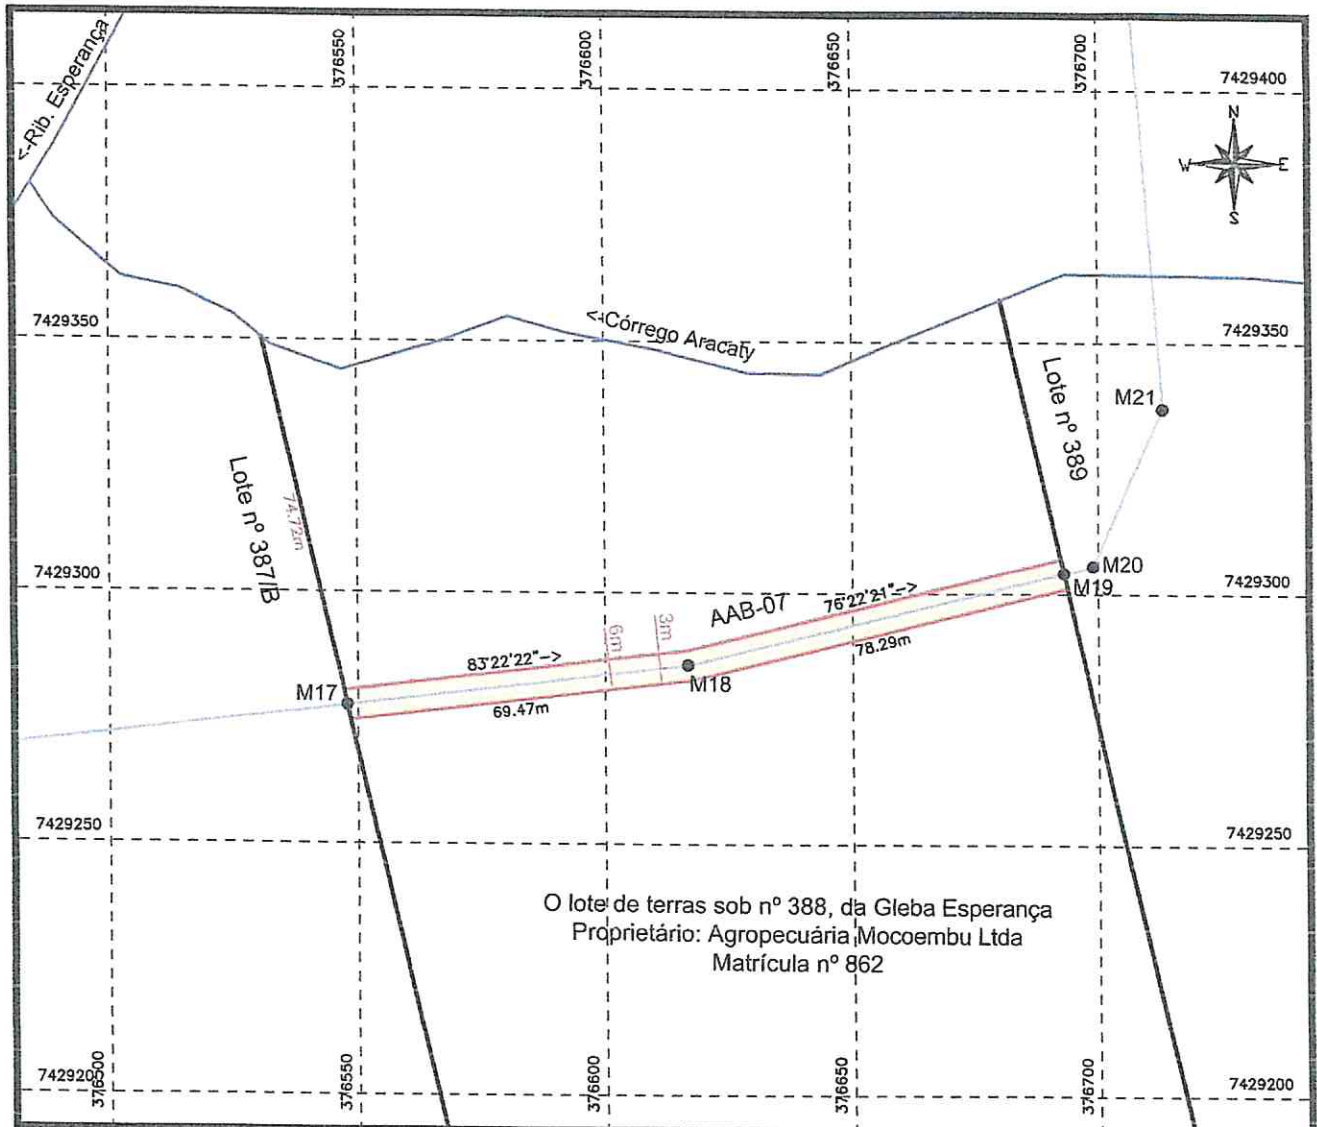 376550
376600
376650
376700
<-Rib. Esperança-
7429400
N
W
E
S
7429350
<-Córrego Aracaty
7429350
Lote nº 389
M21
Lote nº 387/B
74.72m
7429300
M20
7429300
M19
AAB-07
76°22'21"->
6m
3m
83°22'22"->
78.29m
M17
M18
69.47m
7429250
7429250
O lote de terras sob nº 388, da Gleba Esperança
Proprietário: Agropecuária Mocoembu Ltda
Matrícula nº 862
7429200
376500
376550
376600
376650
376700
7429200